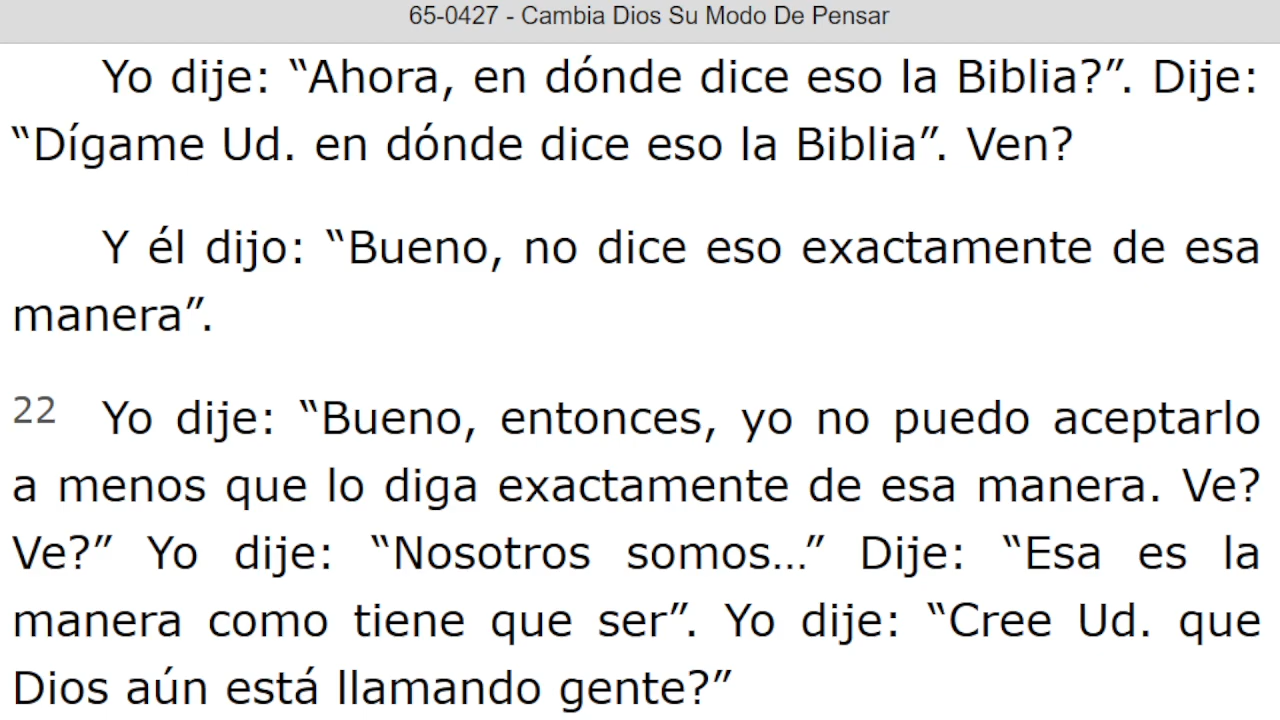 65-0427 - Cambia Dios Su Modo De Pensar
Yo dije: “Ahora, en dónde dice eso la Biblia?”. Dije:
“Dígame Ud. en dónde dice eso la Biblia”. Ven?
Y él dijo: “Bueno, no dice eso exactamente de esa
manera”.
22 Yo dije: “Bueno, entonces, yo no puedo aceptarlo
a menos que lo diga exactamente de esa manera. Ve?
Ve?” Yo dije: “Nosotros somos...” Dije: “Esa es la
manera como tiene que ser”. Yo dije: “Cree Ud. que
Dios aún está llamando gente?”